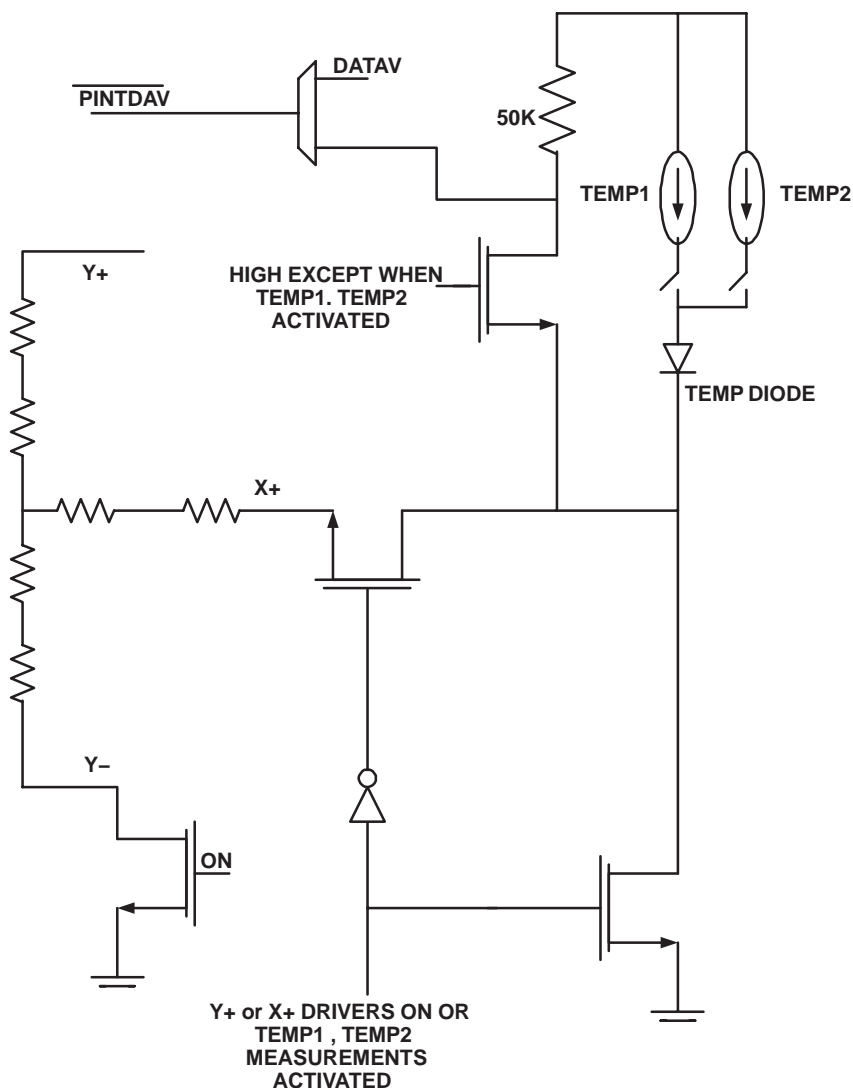 DATAV
PINTDAV
50K
TEMP1
TEMP2
Y+
HIGH EXCEPT WHEN
TEMP1. TEMP2
ACTIVATED
TEMP DIODE
X+
Y–
ON
Y+ or X+ DRIVERS ON OR
TEMP1 , TEMP2
MEASUREMENTS
ACTIVATED